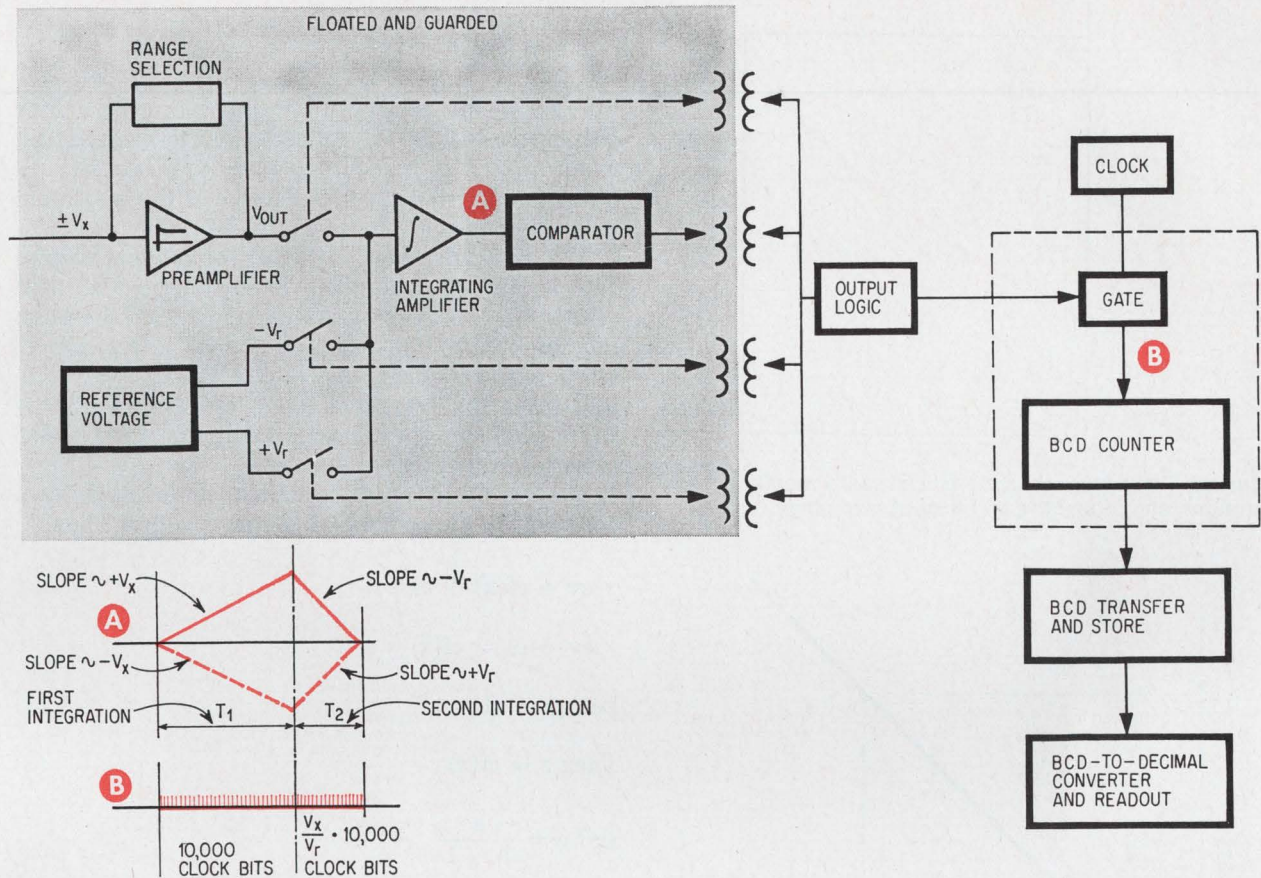 FLOATED AND GUARDED
RANGE
SELECTION
± Vx
VOUT
PREAMPLIFIER
INTEGRATING
AMPLIFIER
A
COMPARATOR
REFERENCE
VOLTAGE
−Vr
+Vr
OUTPUT
LOGIC
CLOCK
GATE
B
BCD COUNTER
BCD TRANSFER
AND STORE
BCD-TO-DECIMAL
CONVERTER
AND READOUT
SLOPE ~ +Vx
SLOPE ~ −Vr
A
SLOPE ~ −Vx
SLOPE ~ +Vr
FIRST
INTEGRATION
T1
T2
SECOND INTEGRATION
B
10,000
CLOCK BITS
Vx
Vr
• 10,000
CLOCK BITS